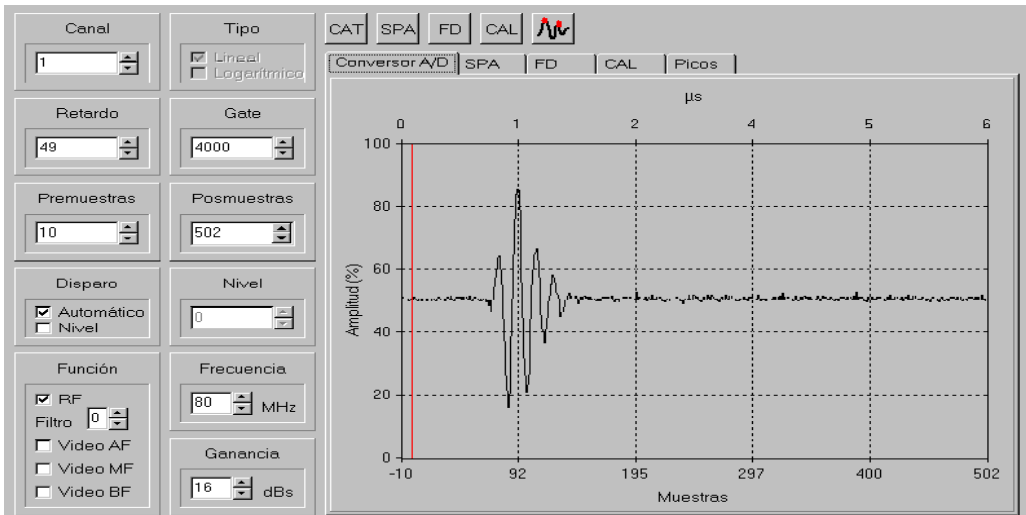 Canal
1
Tipo
Lineal
Logarítmico
Retardo
49
Gate
4000
Premuestras
10
Posmuestras
502
Disparo
Automático
Nivel
Nivel
0
Función
RF
Filtro 0
Video AF
Video MF
Video BF
Frecuencia
80 MHz
Ganancia
16 dBs
CAT SPA FD CAL
Conversor A/D SPA FD CAL Picos
µs
0 1 2 4 5 6
100
80
60
40
20
0
Amplitud (%)
-10 92 195 297 400 502
Muestras